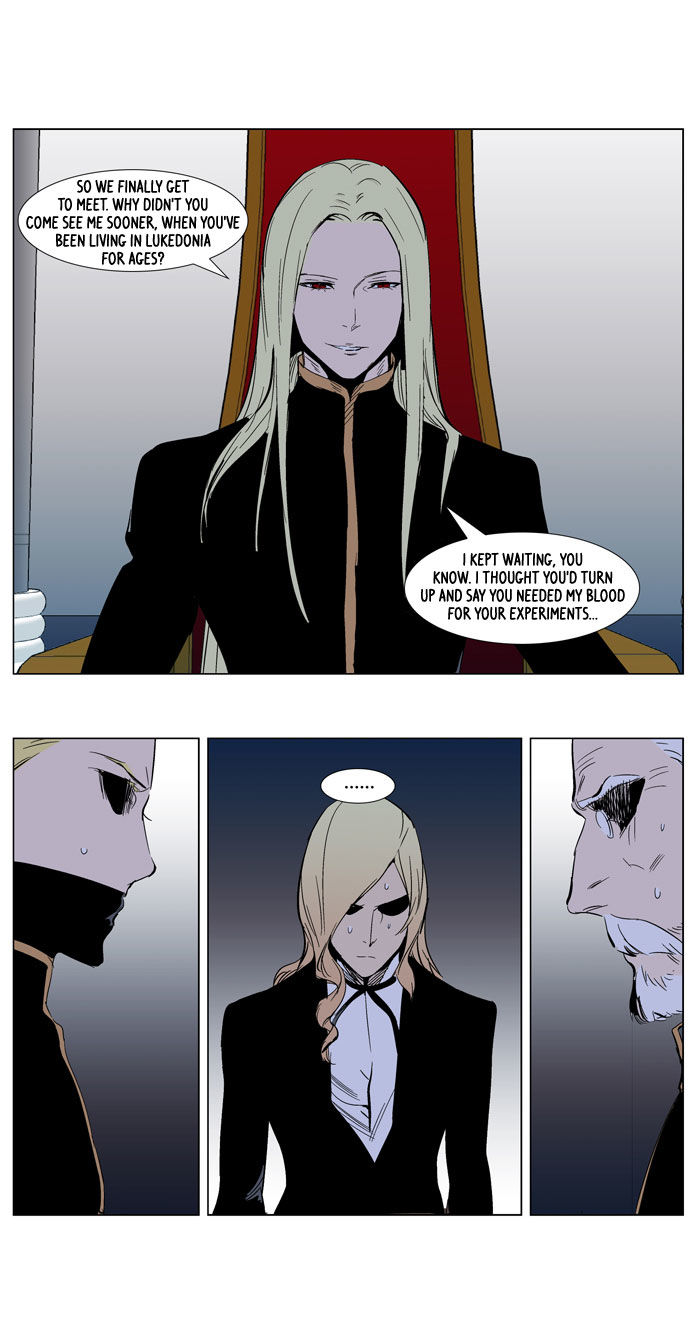 SO WE FINALLY GET
TO MEET. WHY DIDN'T YOU
COME SEE ME SOONER, WHEN YOU'VE
BEEN LIVING IN LUKEDONIA
FOR AGES?
I KEPT WAITING, YOU
KNOW. I THOUGHT YOU'D TURN
UP AND SAY YOU NEEDED MY BLOOD
FOR YOUR EXPERIMENTS...
......